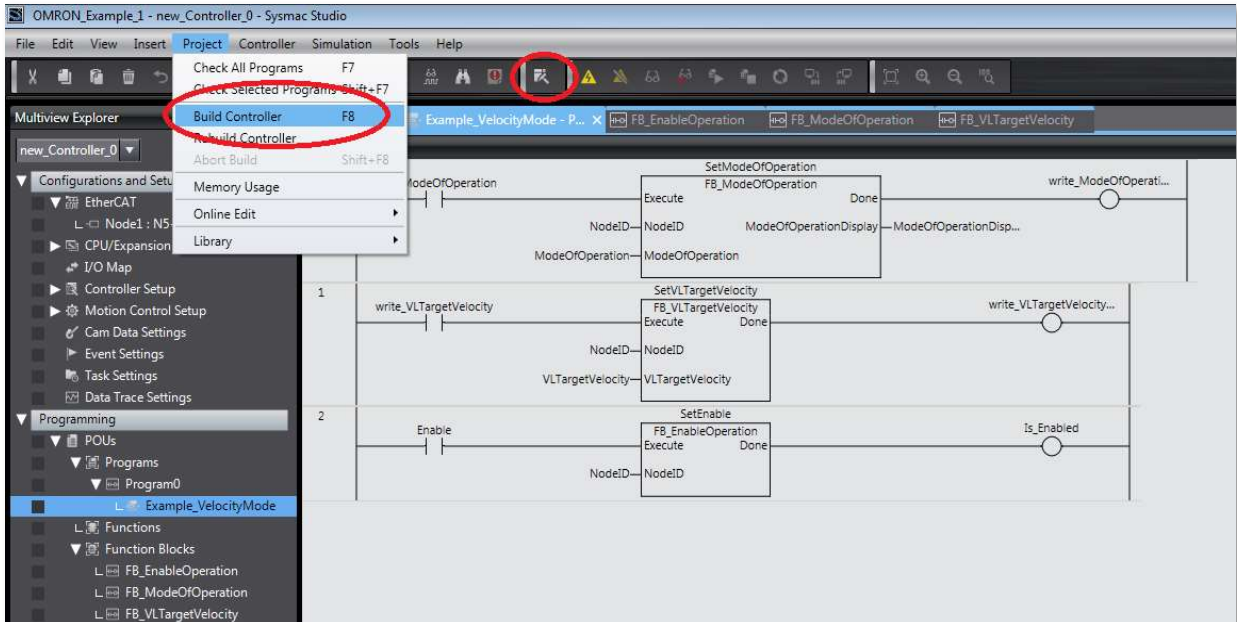 OMRON_Example_1 - new_Controller_0 - Sysmac Studio
File Edit View Insert Project Controller Simulation Tools Help
Check All Programs F7
Check Selected Programs Shift+F7
Build Controller F8
Rebuild Controller
Abort Build Shift+F8
Memory Usage
Online Edit
Library
Multiview Explorer
new_Controller_0
Configurations and Setu
EtherCAT
Node1 : N5
CPU/Expansion
I/O Map
Controller Setup
Motion Control Setup
Cam Data Settings
Event Settings
Task Settings
Data Trace Settings
Programming
POUs
Programs
Program0
Example_VelocityMode
Functions
Function Blocks
FB_EnableOperation
FB_ModeOfOperation
FB_VLTargetVelocity
Example_VelocityMode - P... X FB_EnableOperation FB_ModeOfOperation FB_VLTargetVelocity
SetModeOfOperation
ModeOfOperation FB_ModeOfOperation write_ModeOfOperati...
Execute Done
NodeID NodeID ModeOfOperationDisplay ModeOfOperationDisp...
ModeOfOperation ModeOfOperation
1 SetVLTargetVelocity
write_VLTargetVelocity FB_VLTargetVelocity write_VLTargetVelocity...
Execute Done
NodeID NodeID
VLTargetVelocity VLTargetVelocity
2 SetEnable
Enable FB_EnableOperation Is_Enabled
Execute Done
NodeID NodeID